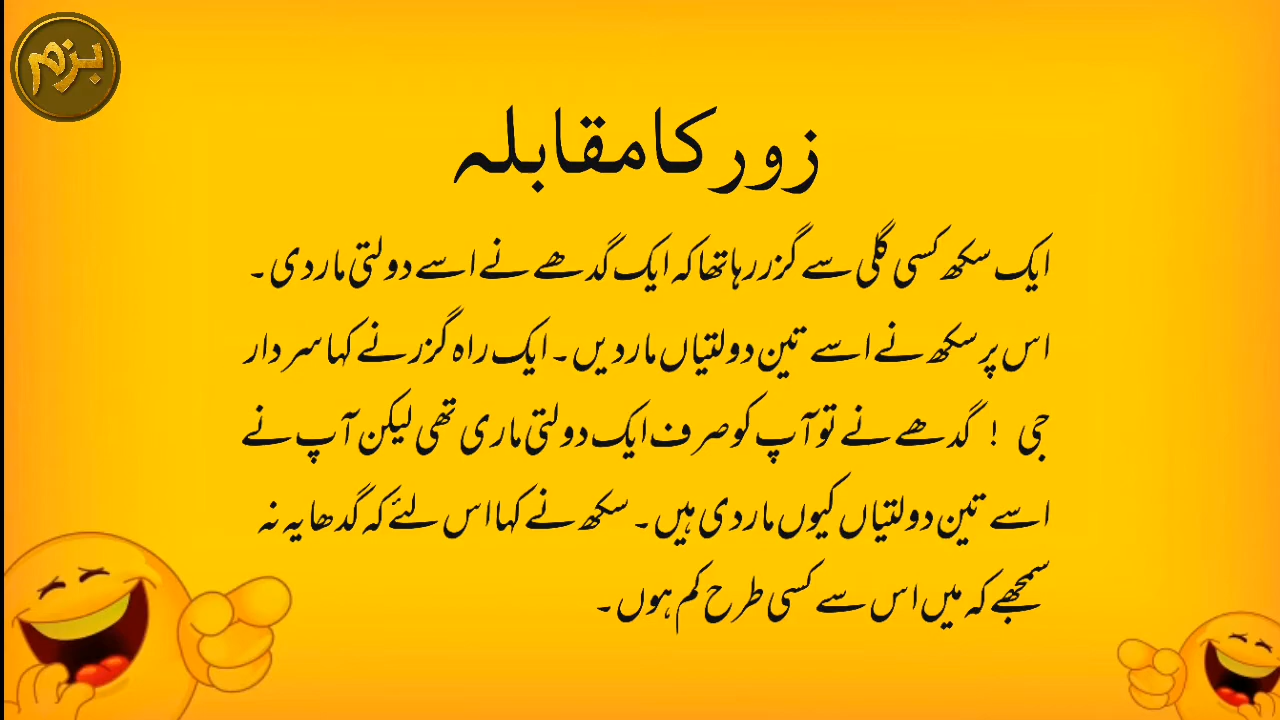 بزم
زور کا مقابلہ
ایک سکھ کسی گلی سے گزر رہا تھا کہ ایک گدھے نے اسے دولتی مار دی ۔
اس پر سکھ نے اسے تین دولتیاں مار دیں ۔ ایک راہ گزر نے کہا سردار
جی ! گدھے نے تو آپ کو صرف ایک دولتی ماری تھی لیکن آپ نے
اسے تین دولتیاں کیوں مار دی ہیں ۔ سکھ نے کہا اس لئے کہ گدھا یہ نہ
سمجھے کہ میں اس سے کسی طرح کم ہوں ۔